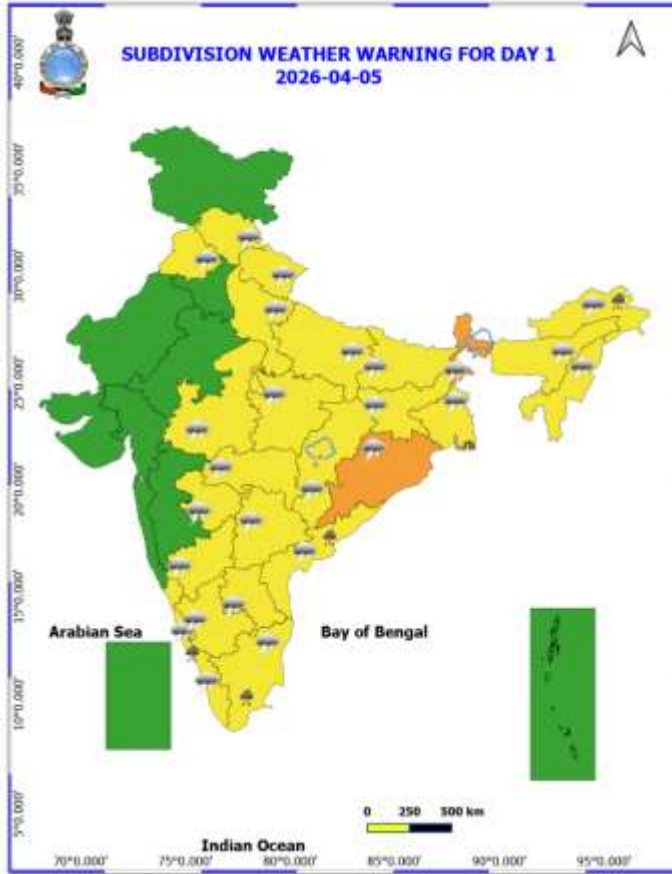 SUBDIVISION WEATHER WARNING FOR DAY 1
2026-04-05
40°0.000'
35°0.000'
30°0.000'
25°0.000'
20°0.000'
15°0.000'
10°0.000'
5°0.000'
Arabian Sea
Bay of Bengal
0 250 500 km
Indian Ocean
70°0.000' 75°0.000' 80°0.000' 85°0.000' 90°0.000' 95°0.000'